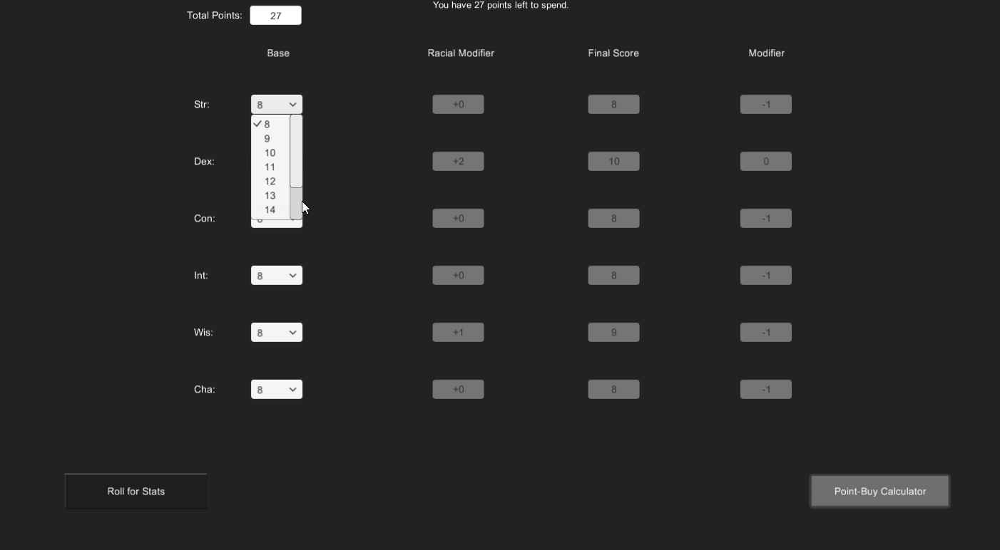 You have 27 points left to spend.
Total Points: 27
Base Racial Modifier Final Score Modifier
Str: 8 +0 8 -1
8
9
10
11
12
13
14
Dex: +2 10 0
Con: +0 8 -1
Int: 8 +0 8 -1
Wis: 8 +1 9 -1
Cha: 8 +0 8 -1
Roll for Stats Point-Buy Calculator